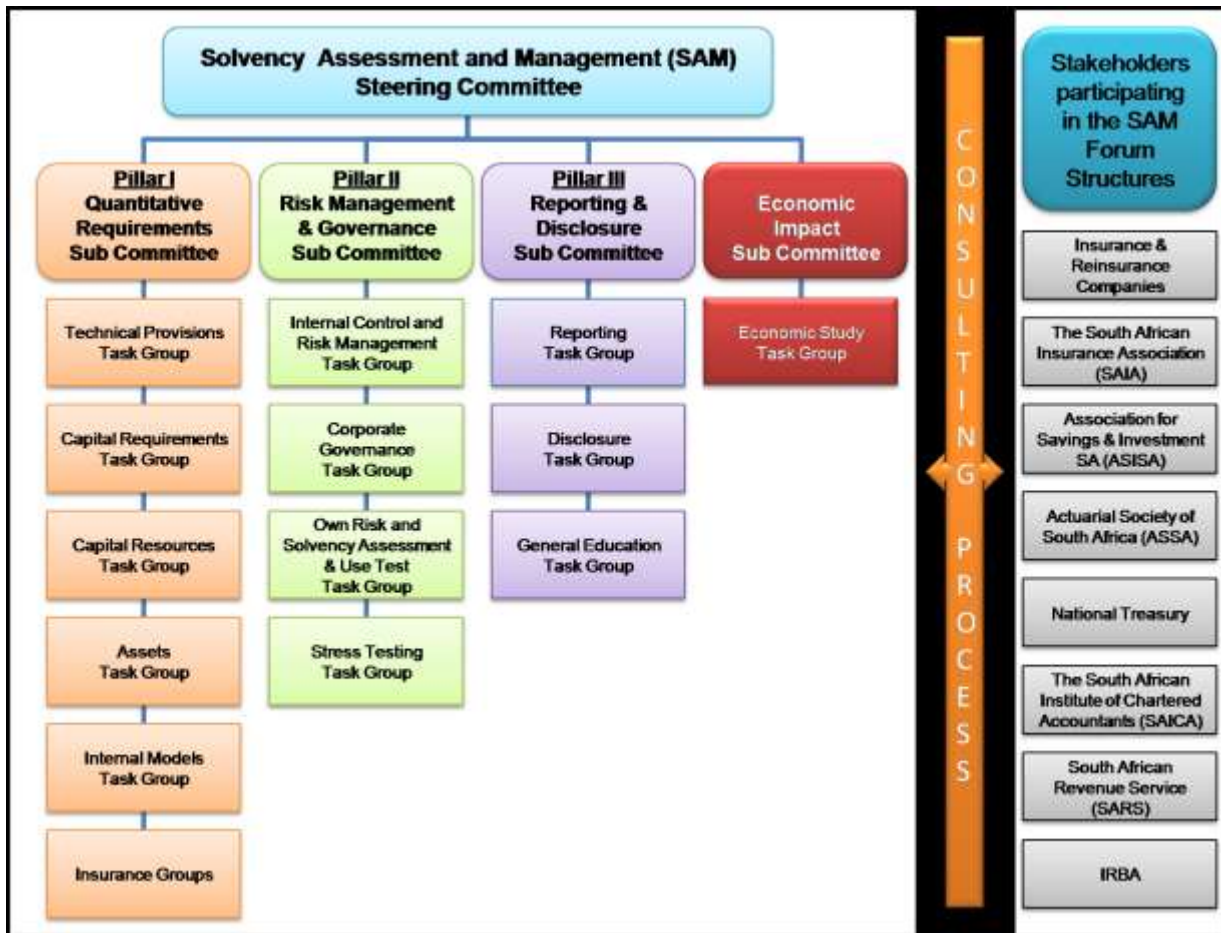 Solvency Assessment and Management (SAM)
Steering Committee
Pillar I
Quantitative
Requirements
Sub Committee
Technical Provisions
Task Group
Capital Requirements
Task Group
Capital Resources
Task Group
Assets
Task Group
Internal Models
Task Group
Insurance Groups
Pillar II
Risk Management
& Governance
Sub Committee
Internal Control and
Risk Management
Task Group
Corporate
Governance
Task Group
Own Risk and
Solvency Assessment
& Use Test
Task Group
Stress Testing
Task Group
Pillar III
Reporting &
Disclosure
Sub Committee
Reporting
Task Group
Disclosure
Task Group
General Education
Task Group
Economic
Impact
Sub Committee
Economic Study
Task Group
CONSULTING PROCESS
Stakeholders
participating
in the SAM
Forum
Structures
Insurance &
Reinsurance
Companies
The South African
Insurance Association
(SAIA)
Association for
Savings & Investment
SA (ASISA)
Actuarial Society of
South Africa (ASSA)
National Treasury
The South African
Institute of Chartered
Accountants (SAICA)
South African
Revenue Service
(SARS)
IRBA